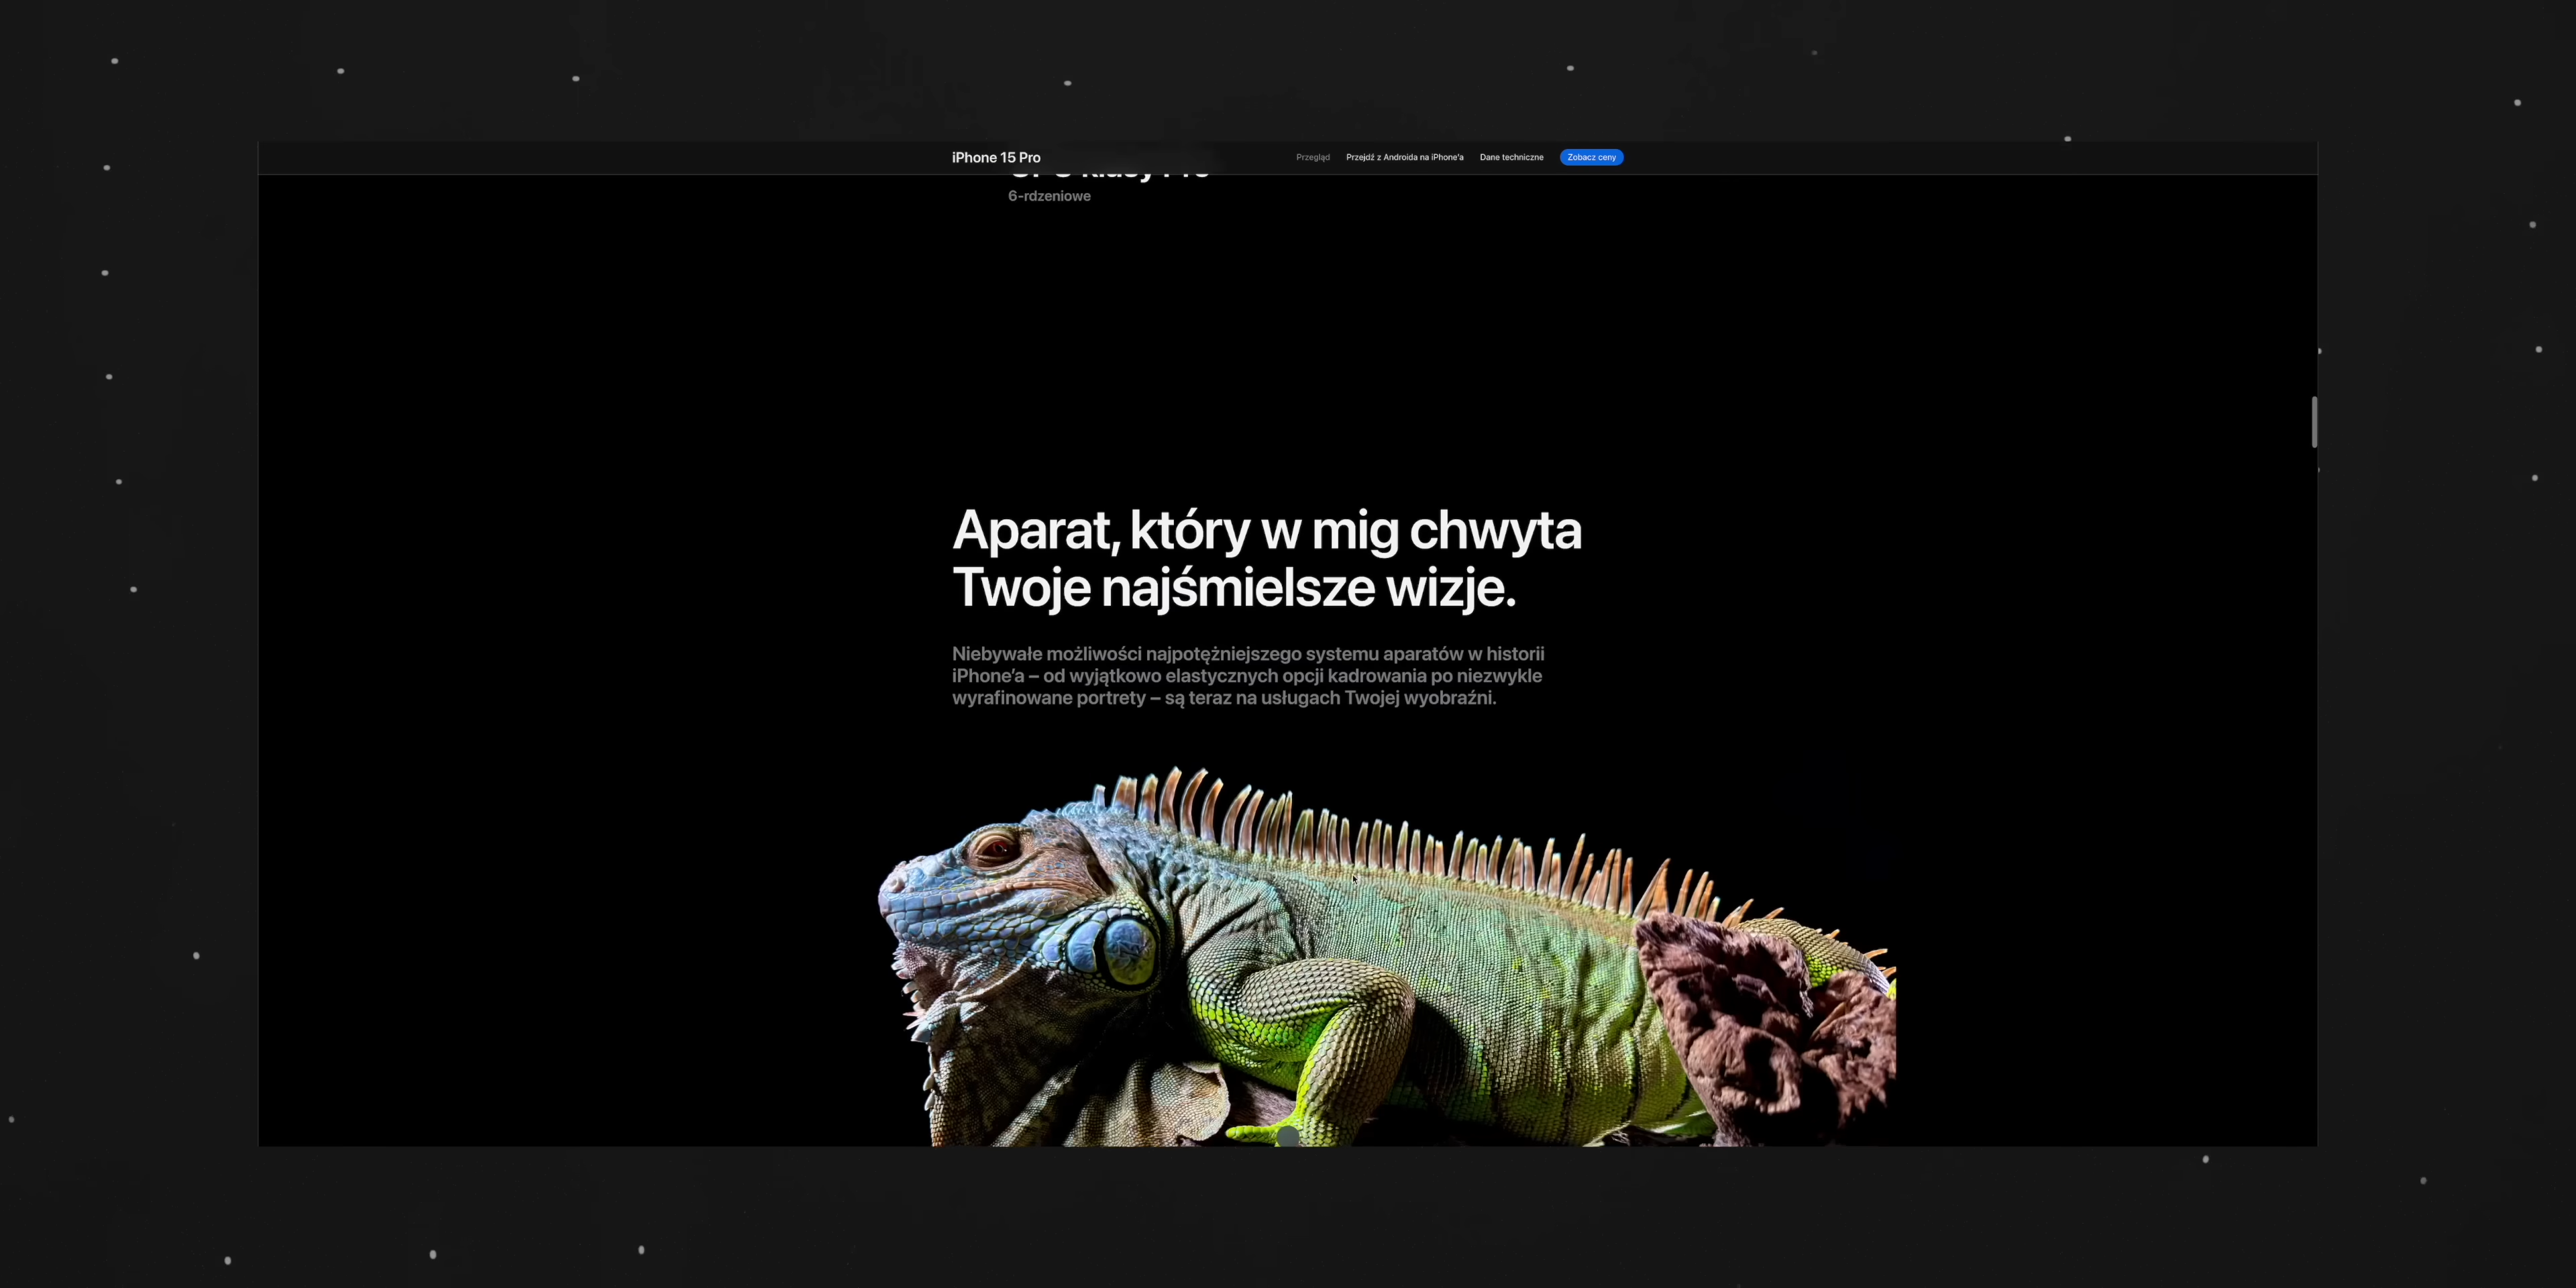 iPhone 15 Pro
Przegląd
Przejdź z Androida na iPhone'a
Dane techniczne
Zobacz ceny
6-rdzeniowe
Aparat, który w mig chwyta
Twoje najśmielsze wizje.
Niebywałe możliwości najpotężniejszego systemu aparatów w historii
iPhone'a – od wyjątkowo elastycznych opcji kadrowania po niezwykle
wyrafinowane portrety – są teraz na usługach Twojej wyobraźni.